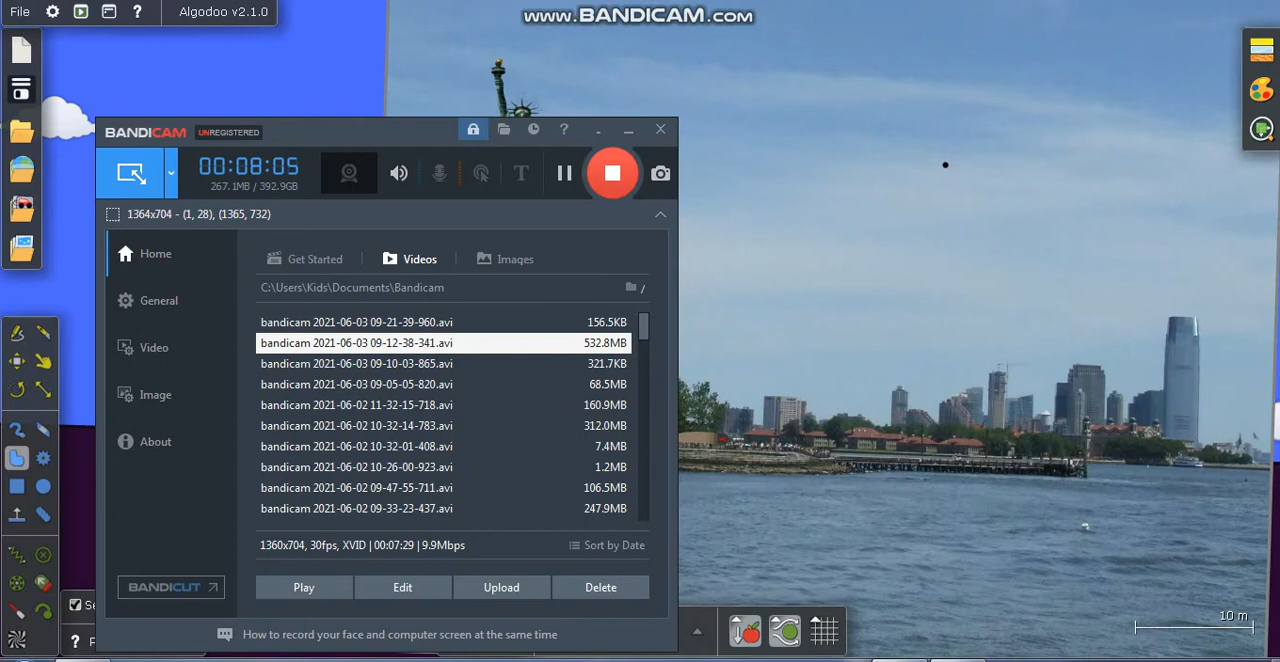 File ? Algodoo v2.1.0
www.BANDICAM.com
BANDICAM UNREGISTERED ?
00:08:05
267.1MB / 392.9GB
T
1364x704 - (1, 28), (1365, 732)
Home
General
Video
Image
About
BANDICUT
Get Started
Videos
Images
C:\Users\Kids\Documents\Bandicam /
bandicam 2021-06-03 09-21-39-960.avi 156.5KB
bandicam 2021-06-03 09-12-38-341.avi 532.8MB
bandicam 2021-06-03 09-10-03-865.avi 321.7KB
bandicam 2021-06-03 09-05-05-820.avi 68.5MB
bandicam 2021-06-02 11-32-15-718.avi 160.9MB
bandicam 2021-06-02 10-32-14-783.avi 312.0MB
bandicam 2021-06-02 10-32-01-408.avi 7.4MB
bandicam 2021-06-02 10-26-00-923.avi 1.2MB
bandicam 2021-06-02 09-47-55-711.avi 106.5MB
bandicam 2021-06-02 09-33-23-437.avi 247.9MB
1360x704, 30fps, XVID | 00:07:29 | 9.9Mbps Sort by Date
Play Edit Upload Delete
How to record your face and computer screen at the same time
10 m